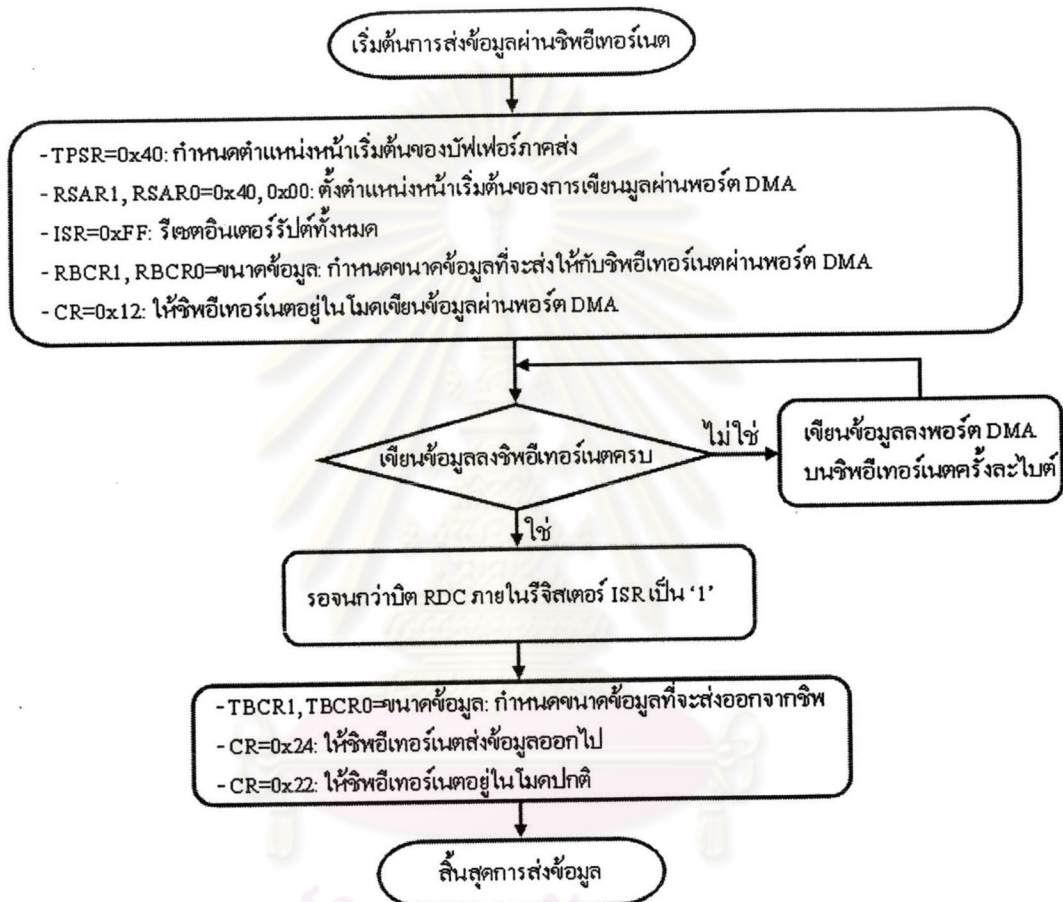 เริ่มต้นการส่งข้อมูลผ่านชิพอีเทอร์เนต
- TPSR=0x40: กำหนดตำแหน่งหน้าเริ่มต้นของบัฟเฟอร์ภาคส่ง
- RSAR1, RSAR0=0x40, 0x00: ตั้งตำแหน่งหน้าเริ่มต้นของการเขียนมูลผ่านพอร์ต DMA
- ISR=0xFF: รีเซตอินเตอร์รัปต์ทั้งหมด
- RBCR1, RBCR0=ขนาดข้อมูล: กำหนดขนาดข้อมูลที่จะส่งให้กับชิพอีเทอร์เนตผ่านพอร์ต DMA
- CR=0x12: ให้ชิพอีเทอร์เนตอยู่ในโมดเขียนข้อมูลผ่านพอร์ต DMA
เขียนข้อมูลลงชิพอีเทอร์เนตครบ
ไม่ใช่
เขียนข้อมูลลงพอร์ต DMA
บนชิพอีเทอร์เนตครั้งละไบต์
ใช่
รอจนกว่าบิต RDC ภายในรีจิสเตอร์ ISR เป็น ‘1’
- TBCR1, TBCR0=ขนาดข้อมูล: กำหนดขนาดข้อมูลที่จะส่งออกจากชิพ
- CR=0x24: ให้ชิพอีเทอร์เนตส่งข้อมูลออกไป
- CR=0x22: ให้ชิพอีเทอร์เนตอยู่ในโมดปกติ
สิ้นสุดการส่งข้อมูล